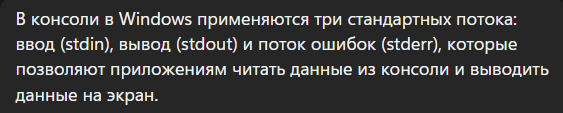 В консоли в Windows применяются три стандартных потока:
ввод (stdin), вывод (stdout) и поток ошибок (stderr), которые
позволяют приложениям читать данные из консоли и выводить
данные на экран.